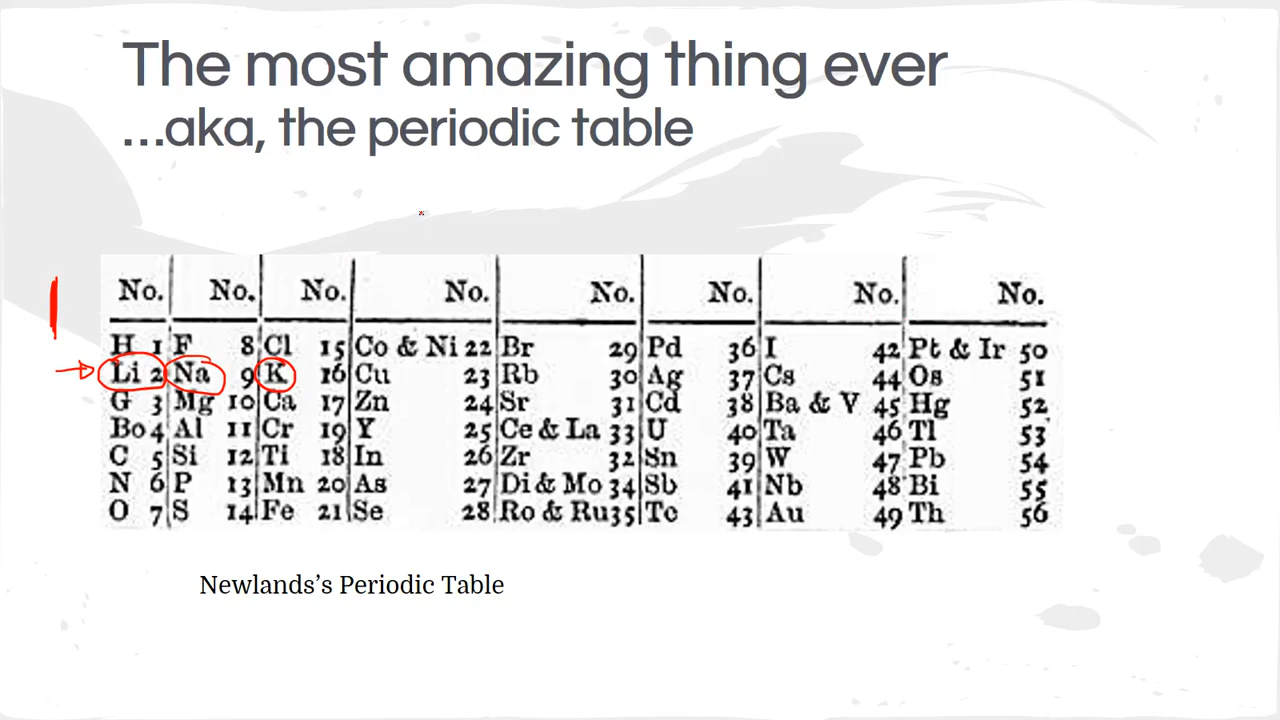 The most amazing thing ever
...aka, the periodic table
No. No. No. No. No. No. No. No.
H 1 F 8 Cl 15 Co & Ni 22 Br 29 Pd 36 I 42 Pt & Ir 50
Li 2 Na 9 K 16 Cu 23 Rb 30 Ag 37 Cs 44 Os 51
G 3 Mg 10 Ca 17 Zn 24 Sr 31 Cd 38 Ba & V 45 Hg 52
Bo 4 Al 11 Cr 19 Y 25 Ce & La 33 U 40 Ta 46 Tl 53
C 5 Si 12 Ti 18 In 26 Zr 32 Sn 39 W 47 Pb 54
N 6 P 13 Mn 20 As 27 Di & Mo 34 Sb 41 Nb 48 Bi 55
O 7 S 14 Fe 21 Se 28 Ro & Ru 35 Te 43 Au 49 Th 56
Newlands's Periodic Table